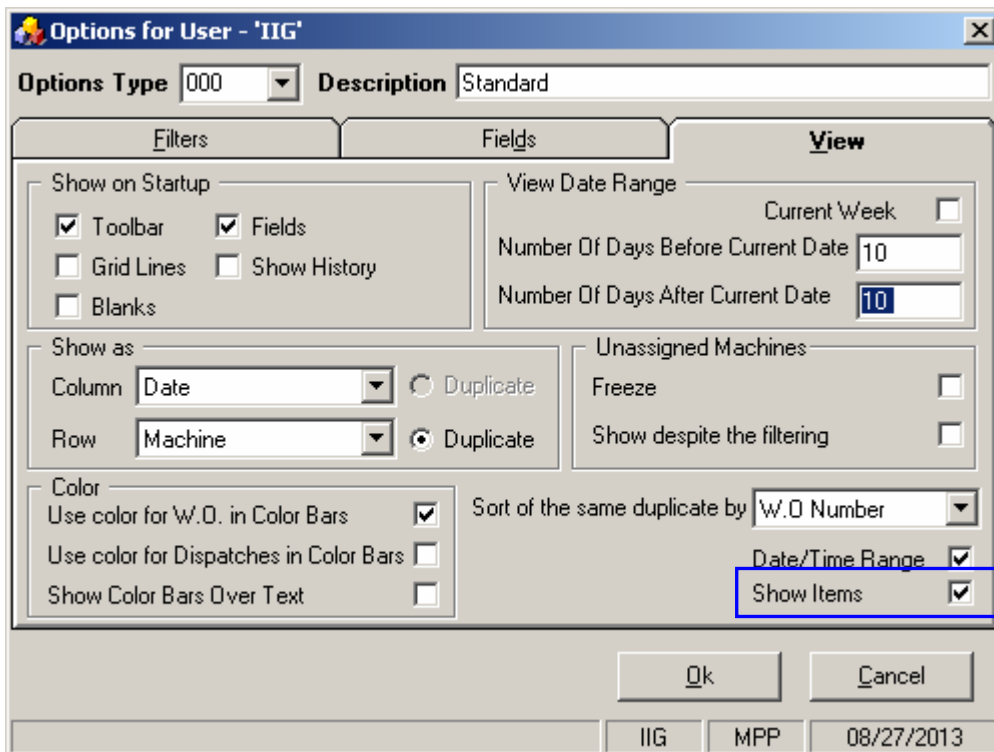 Options for User - 'IIG'
Options Type 000 Description Standard
Filters Fields View
Show on Startup
Toolbar Fields
Grid Lines Show History
Blanks
View Date Range
Current Week
Number Of Days Before Current Date 10
Number Of Days After Current Date 10
Show as
Column Date Duplicate
Row Machine Duplicate
Unassigned Machines
Freeze
Show despite the filtering
Color
Use color for W.O. in Color Bars
Use color for Dispatches in Color Bars
Show Color Bars Over Text
Sort of the same duplicate by W.O Number
Date/Time Range
Show Items
Ok Cancel
IIG MPP 08/27/2013